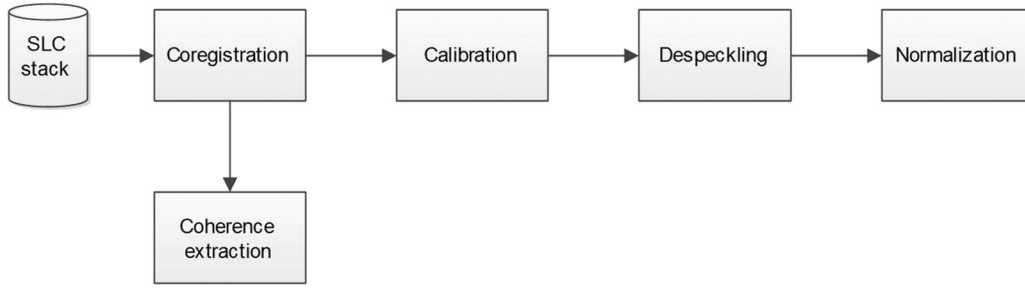 SLC
stack
Coregistration
Calibration
Despeckling
Normalization
Coherence
extraction